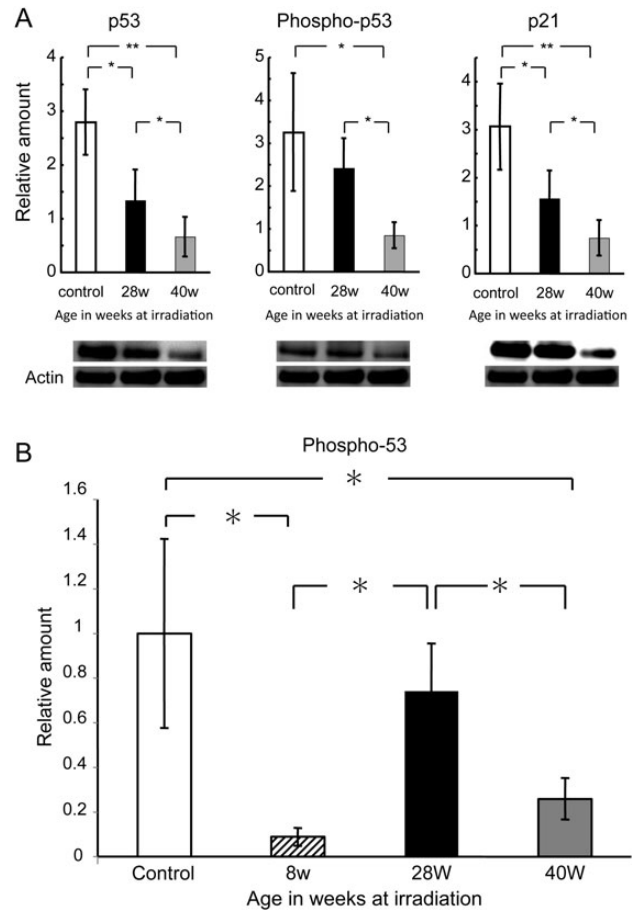 A
p53
Phospho-p53
p21
Relative amount
4
3
2
1
0
**
*
*
control 28w 40w
Age in weeks at irradiation
5
4
3
2
1
0
*
*
control 28w 40w
Age in weeks at irradiation
4
3
2
1
0
**
*
*
control 28w 40w
Age in weeks at irradiation
Actin
B
Phospho-53
Relative amount
1.6
1.4
1.2
1
0.8
0.6
0.4
0.2
0
*
*
*
*
Control 8w 28W 40W
Age in weeks at irradiation